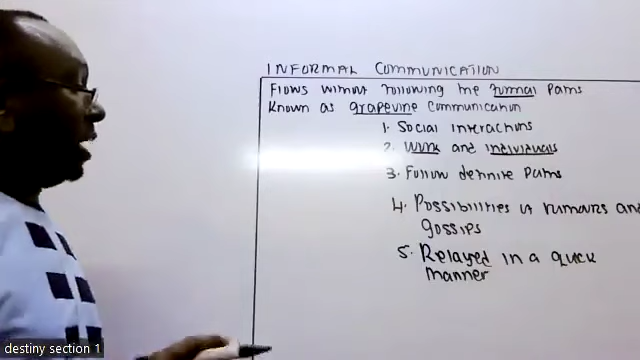 INFORMAL COMMUNICATION
Flows without following the formal paths
Known as grapevine communication
1. Social interactions
2. Work and individuals
3. Follow definite paths
4. Possibilities of rumours and
gossips
5. Relayed in a quick
manner
destiny section 1